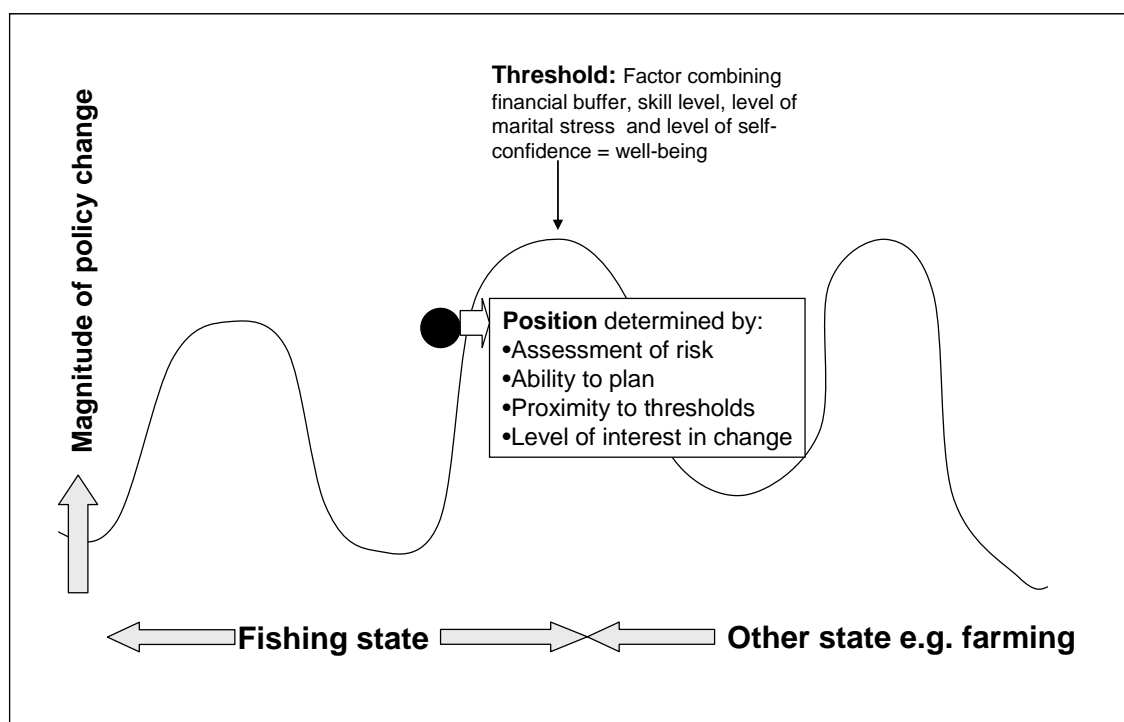 Threshold: Factor combining
financial buffer, skill level, level of
marital stress and level of self-
confidence = well-being
Magnitude of policy change
Position determined by:
•Assessment of risk
•Ability to plan
•Proximity to thresholds
•Level of interest in change
Fishing state
Other state e.g. farming